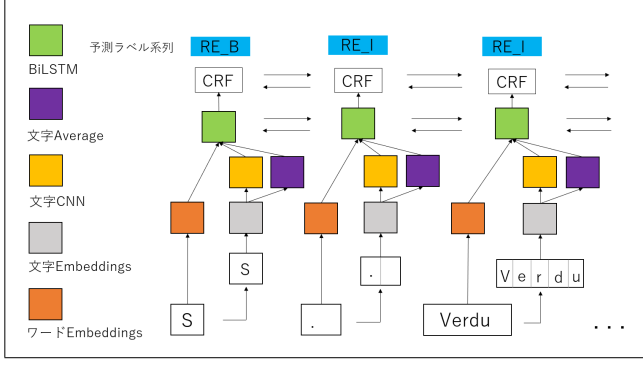 予測ラベル系列
RE_B
RE_I
RE_I
CRF
CRF
CRF
BiLSTM
文字Average
文字CNN
文字Embeddings
ワードEmbeddings
S
.
V e r d u
S
.
Verdu
...